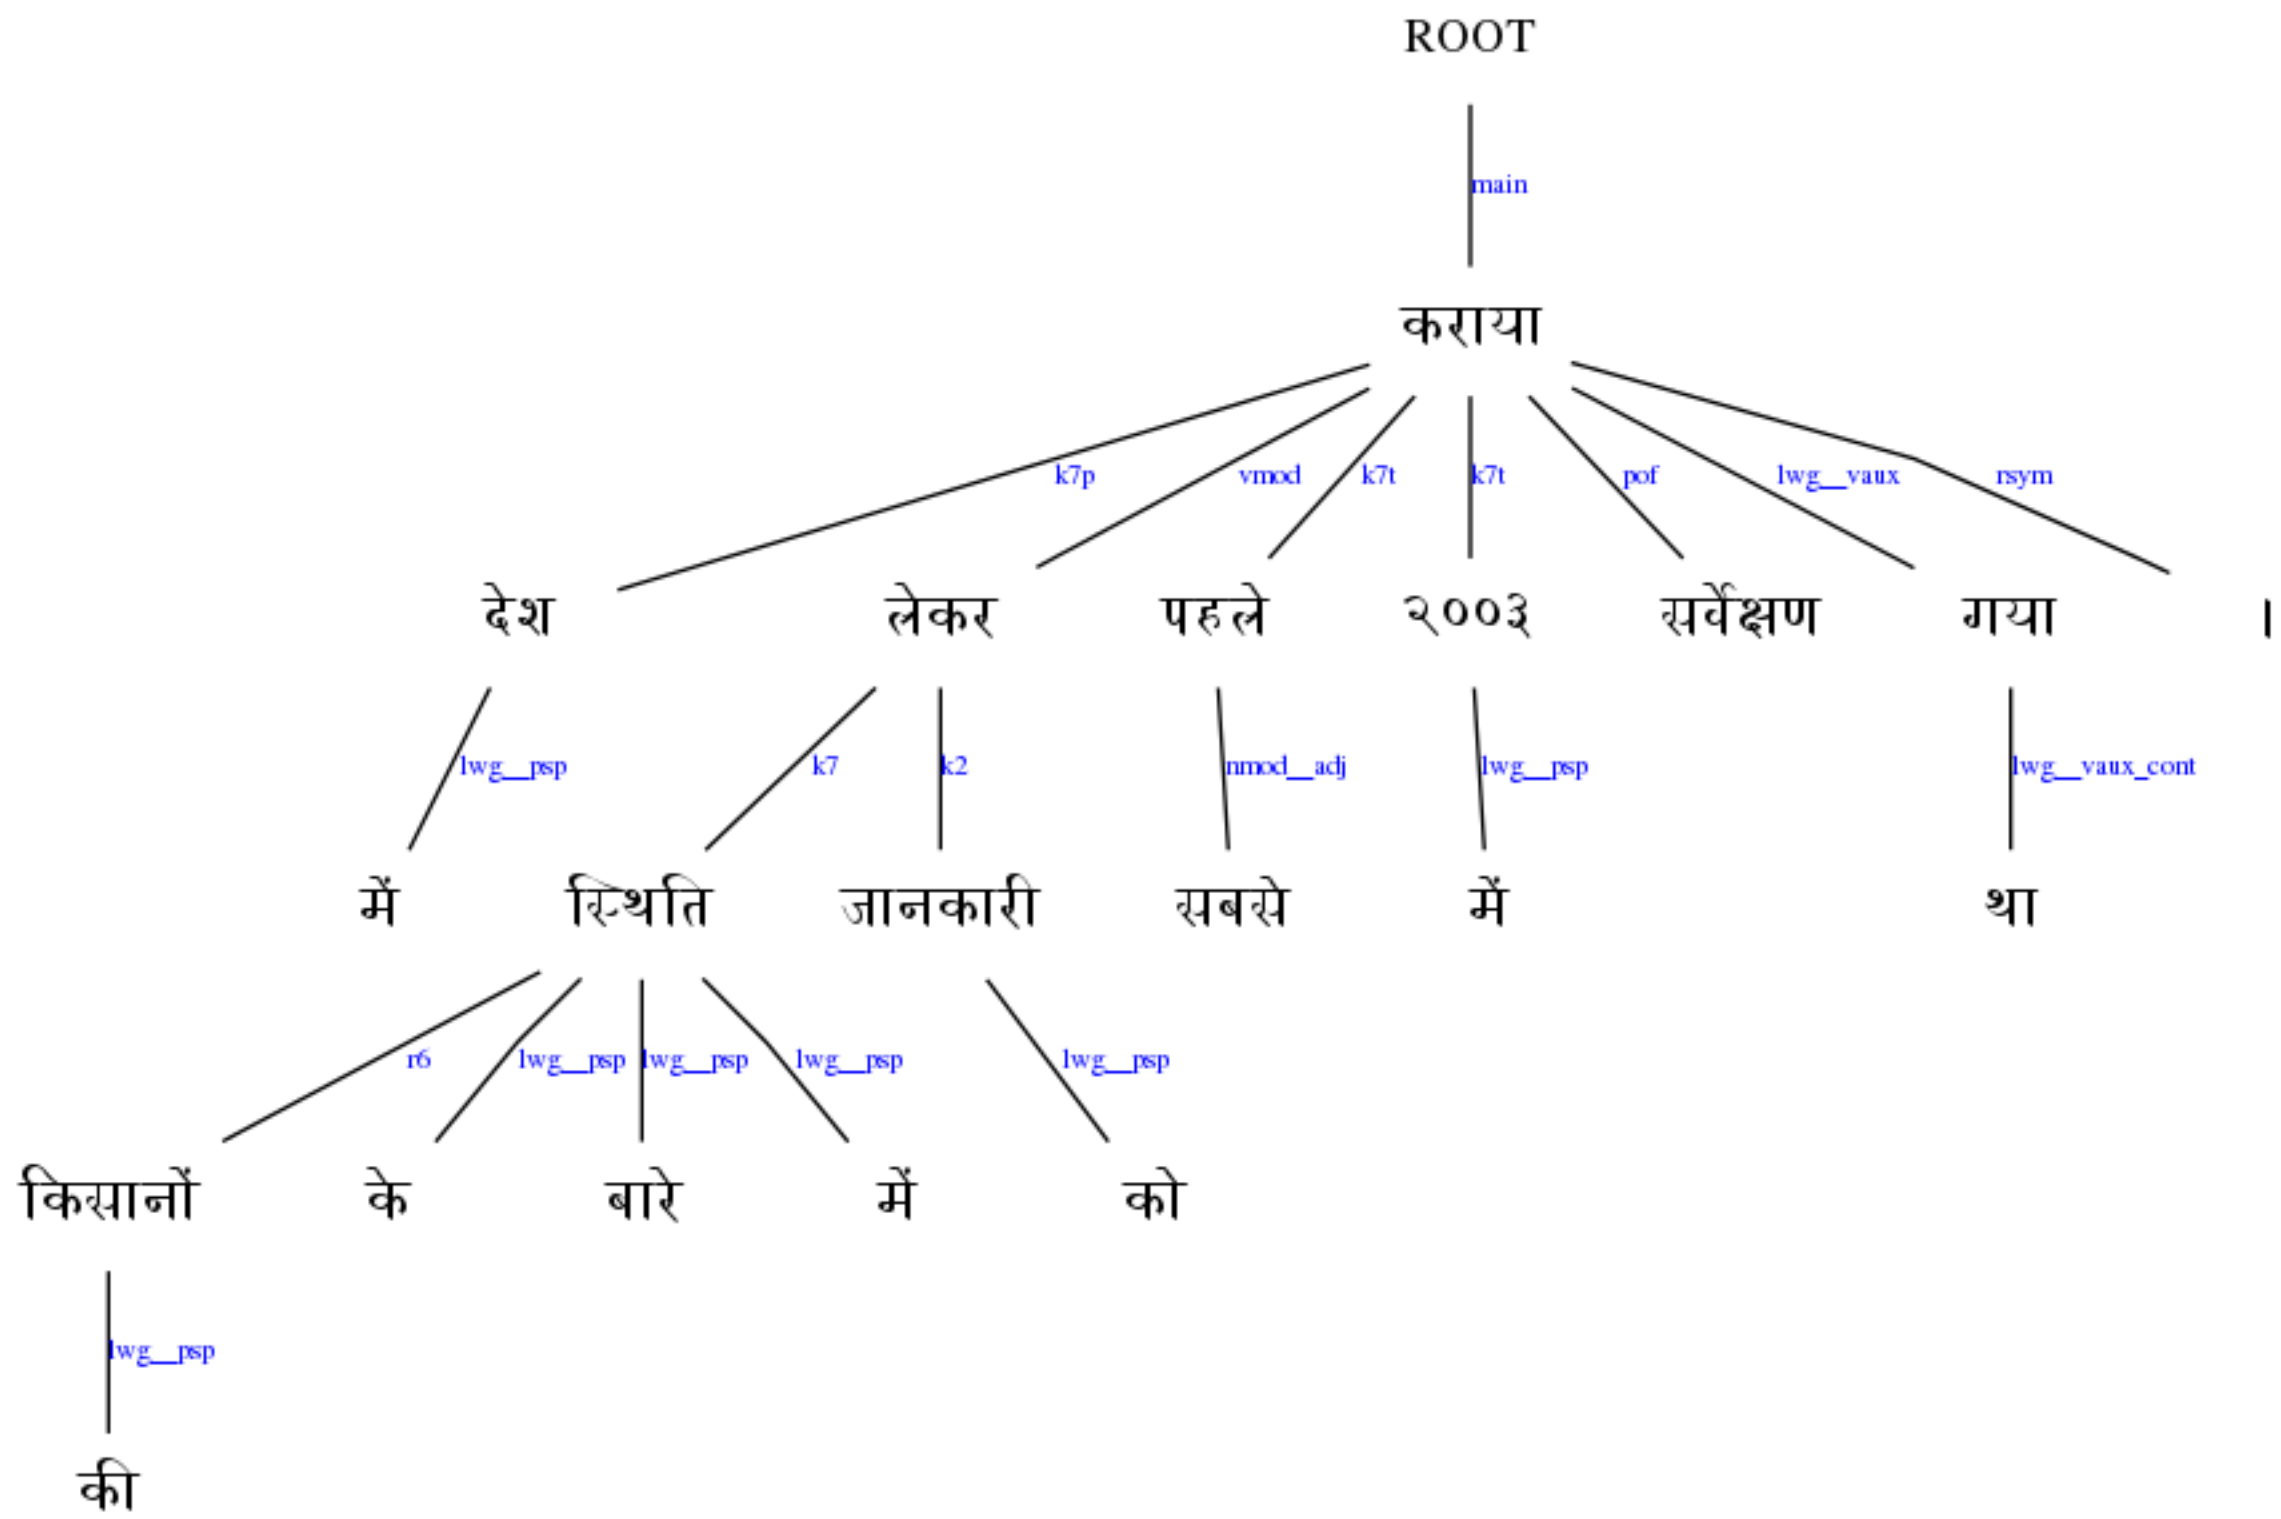 ROOT
main
कराया
k7p vmod k7t k7t pof lwg__vaux rsym
देश लेकर पहले २००३ सर्वेक्षण गया ।
lwg__psp k7 k2 nmod__adj lwg__psp lwg__vaux_cont
में स्थिति जानकारी सबसे में था
r6 lwg__psp lwg__psp lwg__psp lwg__psp
किसानों के बारे में को
lwg__psp
की